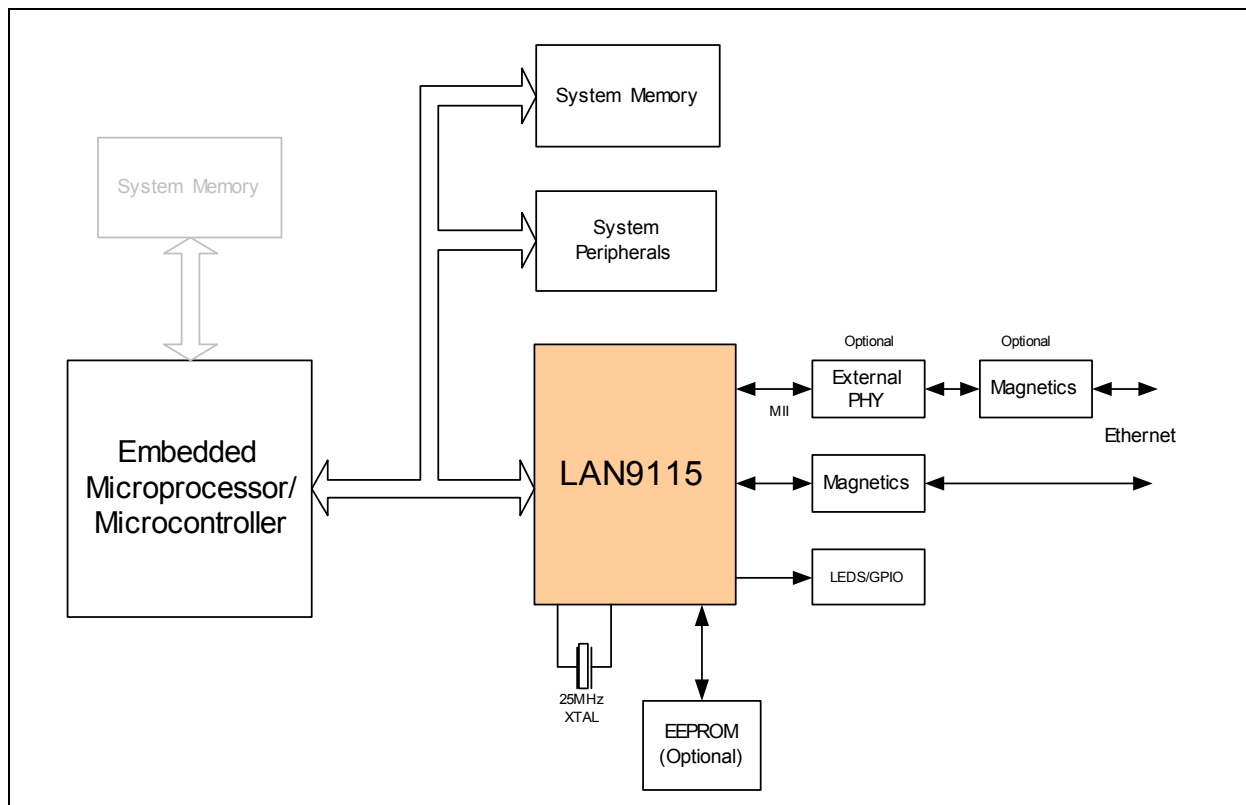 System Memory
System Memory
System
Peripherals
Embedded
Microprocessor/
Microcontroller
LAN9115
Optional
Optional
External
PHY
Magnetics
MII
Ethernet
Magnetics
LEDS/GPIO
25MHz
XTAL
EEPROM
(Optional)